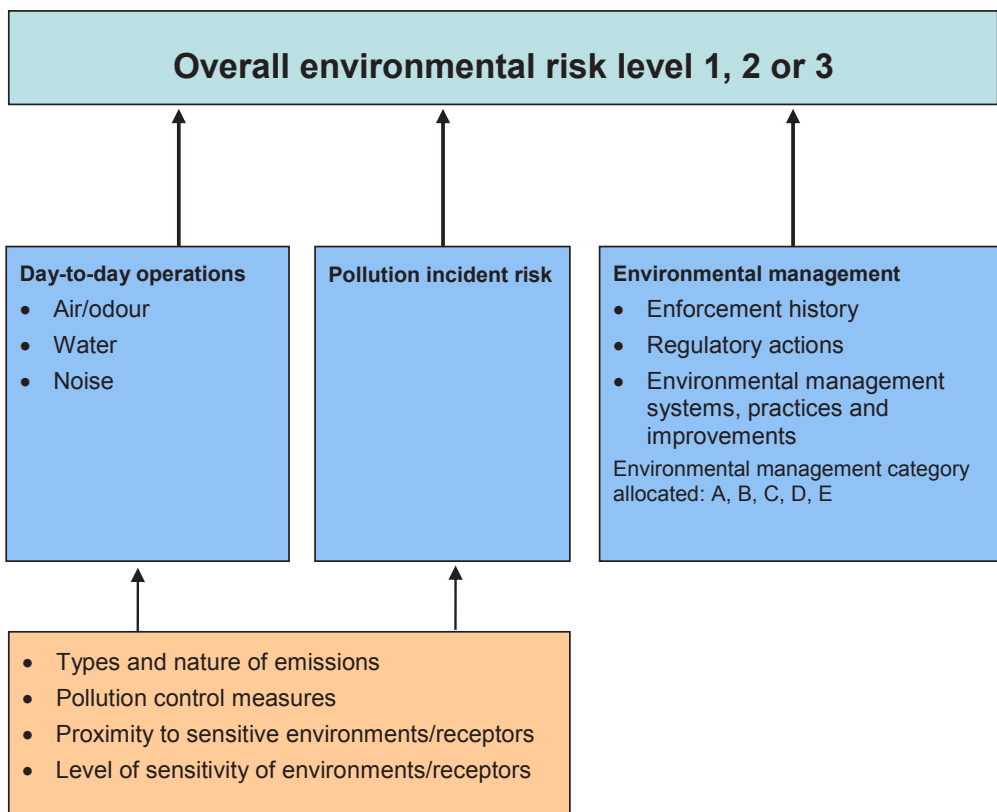 Overall environmental risk level 1, 2 or 3
Day-to-day operations
• Air/odour
• Water
• Noise
Pollution incident risk
Environmental management
• Enforcement history
• Regulatory actions
• Environmental management
systems, practices and
improvements
Environmental management category
allocated: A, B, C, D, E
• Types and nature of emissions
• Pollution control measures
• Proximity to sensitive environments/receptors
• Level of sensitivity of environments/receptors